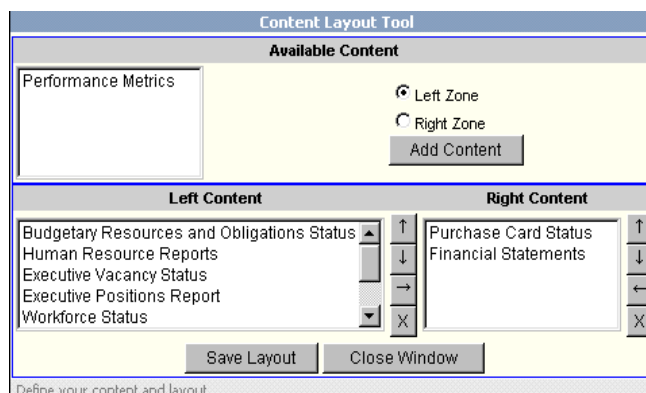 Content Layout Tool
Available Content
Performance Metrics
Left Zone
Right Zone
Add Content
Left Content
Right Content
Budgetary Resources and Obligations Status
Human Resource Reports
Executive Vacancy Status
Executive Positions Report
Workforce Status
↑
↓
→
X
Purchase Card Status
Financial Statements
↑
↓
←
X
Save Layout
Close Window
Define your content and layout